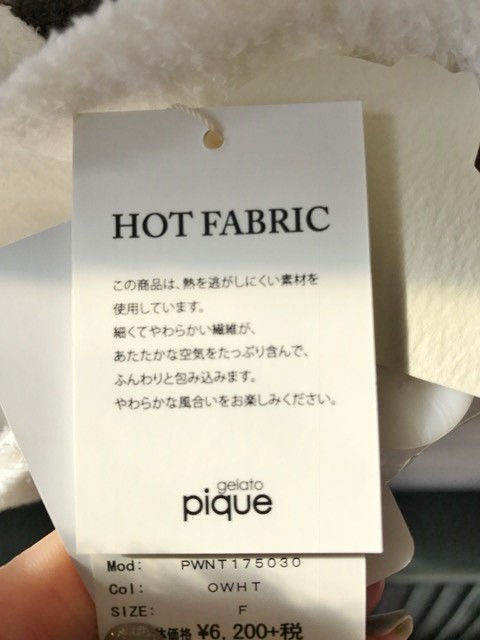 HOT FABRIC
この商品は、熱を逃がしにくい素材を
使用しています。
細くてやわらかい繊維が、
あたたかな空気をたっぷり含んで、
ふんわりと包み込みます。
やわらかな風合いをお楽しみください。
gelato
pique
Mod: PWNT175030
Col: OWHT
SIZE: F
体価格 ¥6,200+税